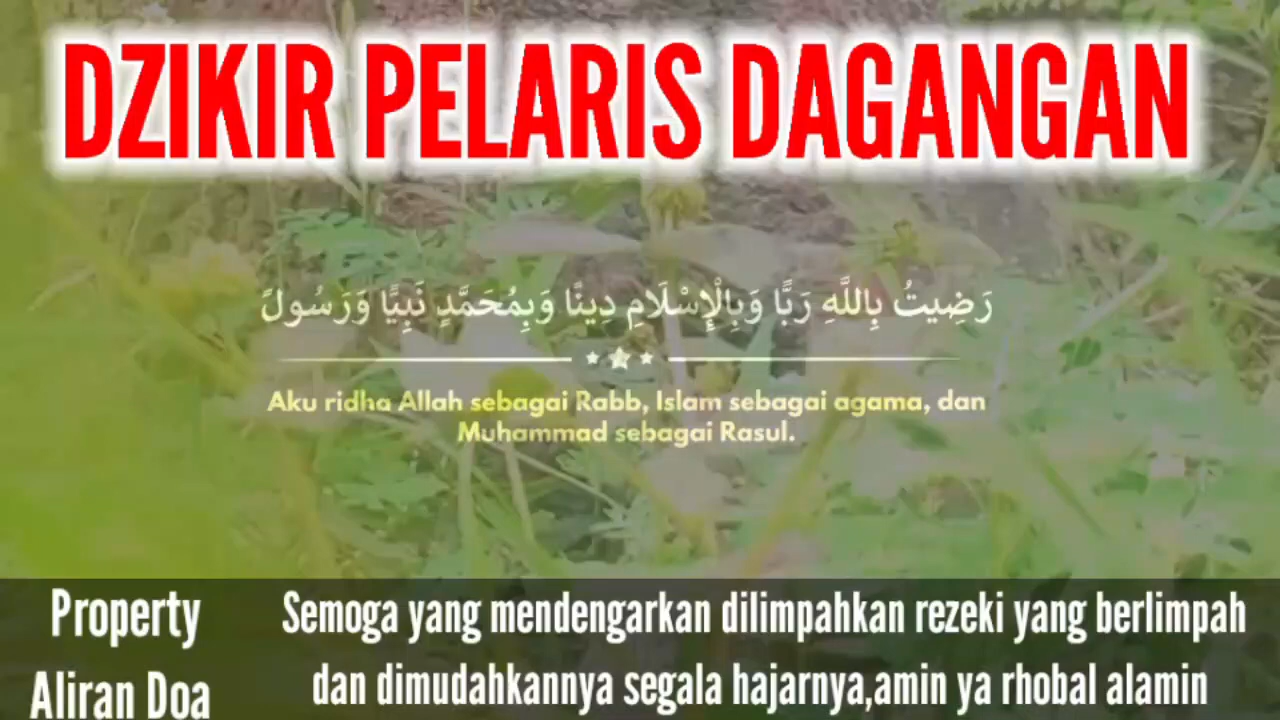 DZIKIR PELARIS DAGANGAN
رَضِيتُ بِاللَّهِ رَبًّا وَبِالْإِسْلَامِ دِينًا وَبِمُحَمَّدٍ نَبِيًّا وَرَسُولً
Aku ridha Allah sebagai Rabb, Islam sebagai agama, dan
Muhammad sebagai Rasul.
Property
Aliran Doa
Semoga yang mendengarkan dilimpahkan rezeki yang berlimpah
dan dimudahkannya segala hajarnya,amin ya rhobal alamin